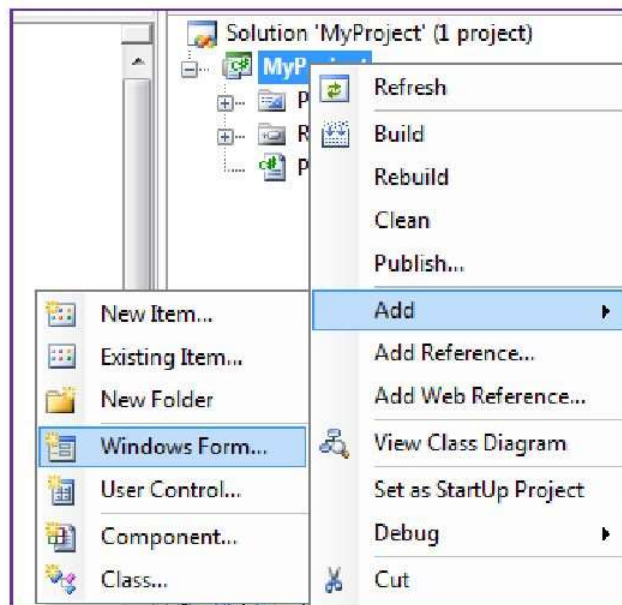 Solution 'MyProject' (1 project)
MyP
P
R
P
Refresh
Build
Rebuild
Clean
Publish...
Add
Add Reference...
Add Web Reference...
View Class Diagram
Set as StartUp Project
Debug
Cut
New Item...
Existing Item...
New Folder
Windows Form...
User Control...
Component...
Class...